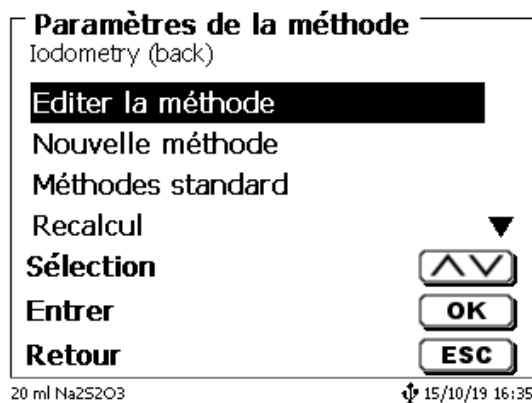 Paramètres de la méthode
Iodometry (back)
Editer la méthode
Nouvelle méthode
Méthodes standard
Recalcul
Sélection
Entrer OK
Retour ESC
20 ml Na2S2O3 15/10/19 16:35